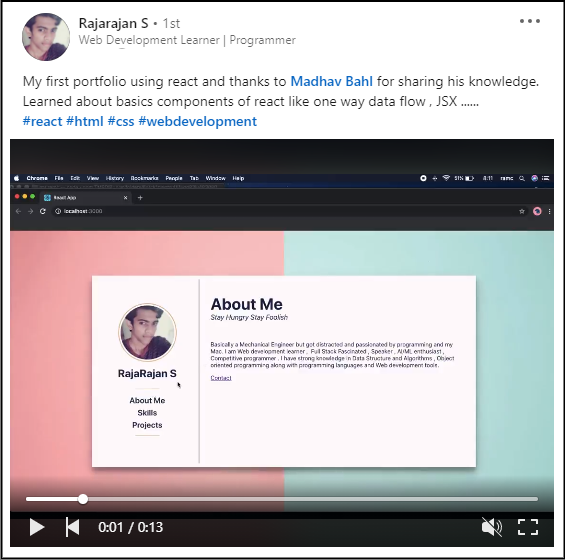 Rajarajan S • 1st
Web Development Learner | Programmer
My first portfolio using react and thanks to Madhav Bahl for sharing his knowledge.
Learned about basics components of react like one way data flow , JSX ......
#react #html #css #webdevelopment
Chrome File Edit View History Bookmarks People Tab Window Help 51% 8:11 ramc
React App
localhost:3000
About Me
Stay Hungry Stay Foolish
Basically a Mechanical Engineer but got distracted and passionated by programming and my
Mac. I am Web development learner , Full Stack Fascinated , Speaker , AI/ML enthusiast ,
Competitive programmer . I have strong knowledge in Data Structure and Algorithms , Object
oriented programming along with programming languages and Web development tools.
Contact
RajaRajan S
About Me
Skills
Projects
0:01 / 0:13